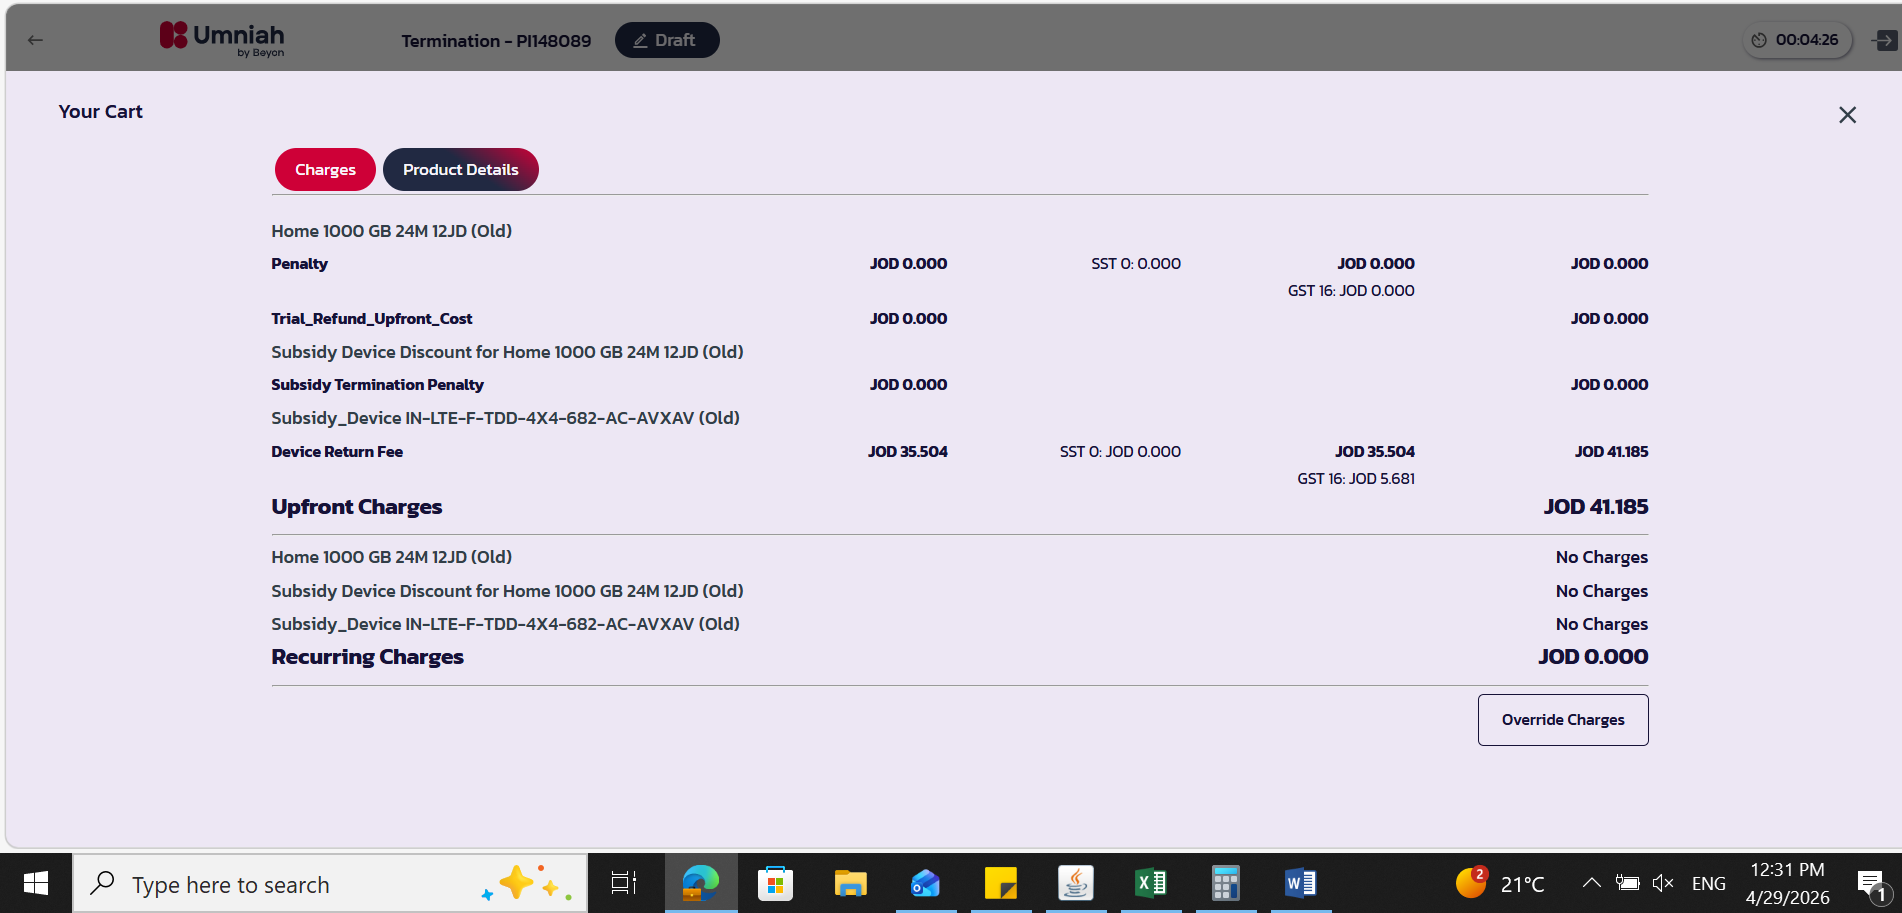 Umniah
by Beyon
Termination - PI148089
Draft
00:04:26
Your Cart
Charges
Product Details
Home 1000 GB 24M 12JD (Old)
Penalty JOD 0.000 SST 0: 0.000 JOD 0.000 JOD 0.000
GST 16: JOD 0.000
Trial_Refund_Upfront_Cost JOD 0.000 JOD 0.000
Subsidy Device Discount for Home 1000 GB 24M 12JD (Old)
Subsidy Termination Penalty JOD 0.000 JOD 0.000
Subsidy_Device IN-LTE-F-TDD-4X4-682-AC-AVXAV (Old)
Device Return Fee JOD 35.504 SST 0: JOD 0.000 JOD 35.504 JOD 41.185
GST 16: JOD 5.681
Upfront Charges JOD 41.185
Home 1000 GB 24M 12JD (Old) No Charges
Subsidy Device Discount for Home 1000 GB 24M 12JD (Old) No Charges
Subsidy_Device IN-LTE-F-TDD-4X4-682-AC-AVXAV (Old) No Charges
Recurring Charges JOD 0.000
Override Charges
Type here to search
2
21°C
ENG
12:31 PM
4/29/2026
1